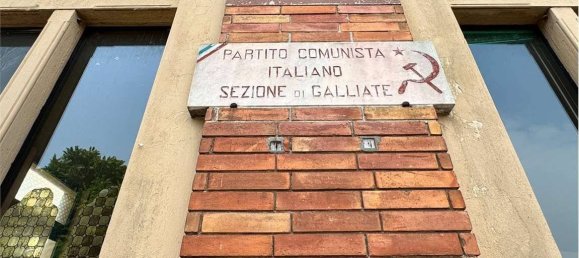 PARTITO COMUNISTA
ITALIANO
SEZIONE DI GALLIATE